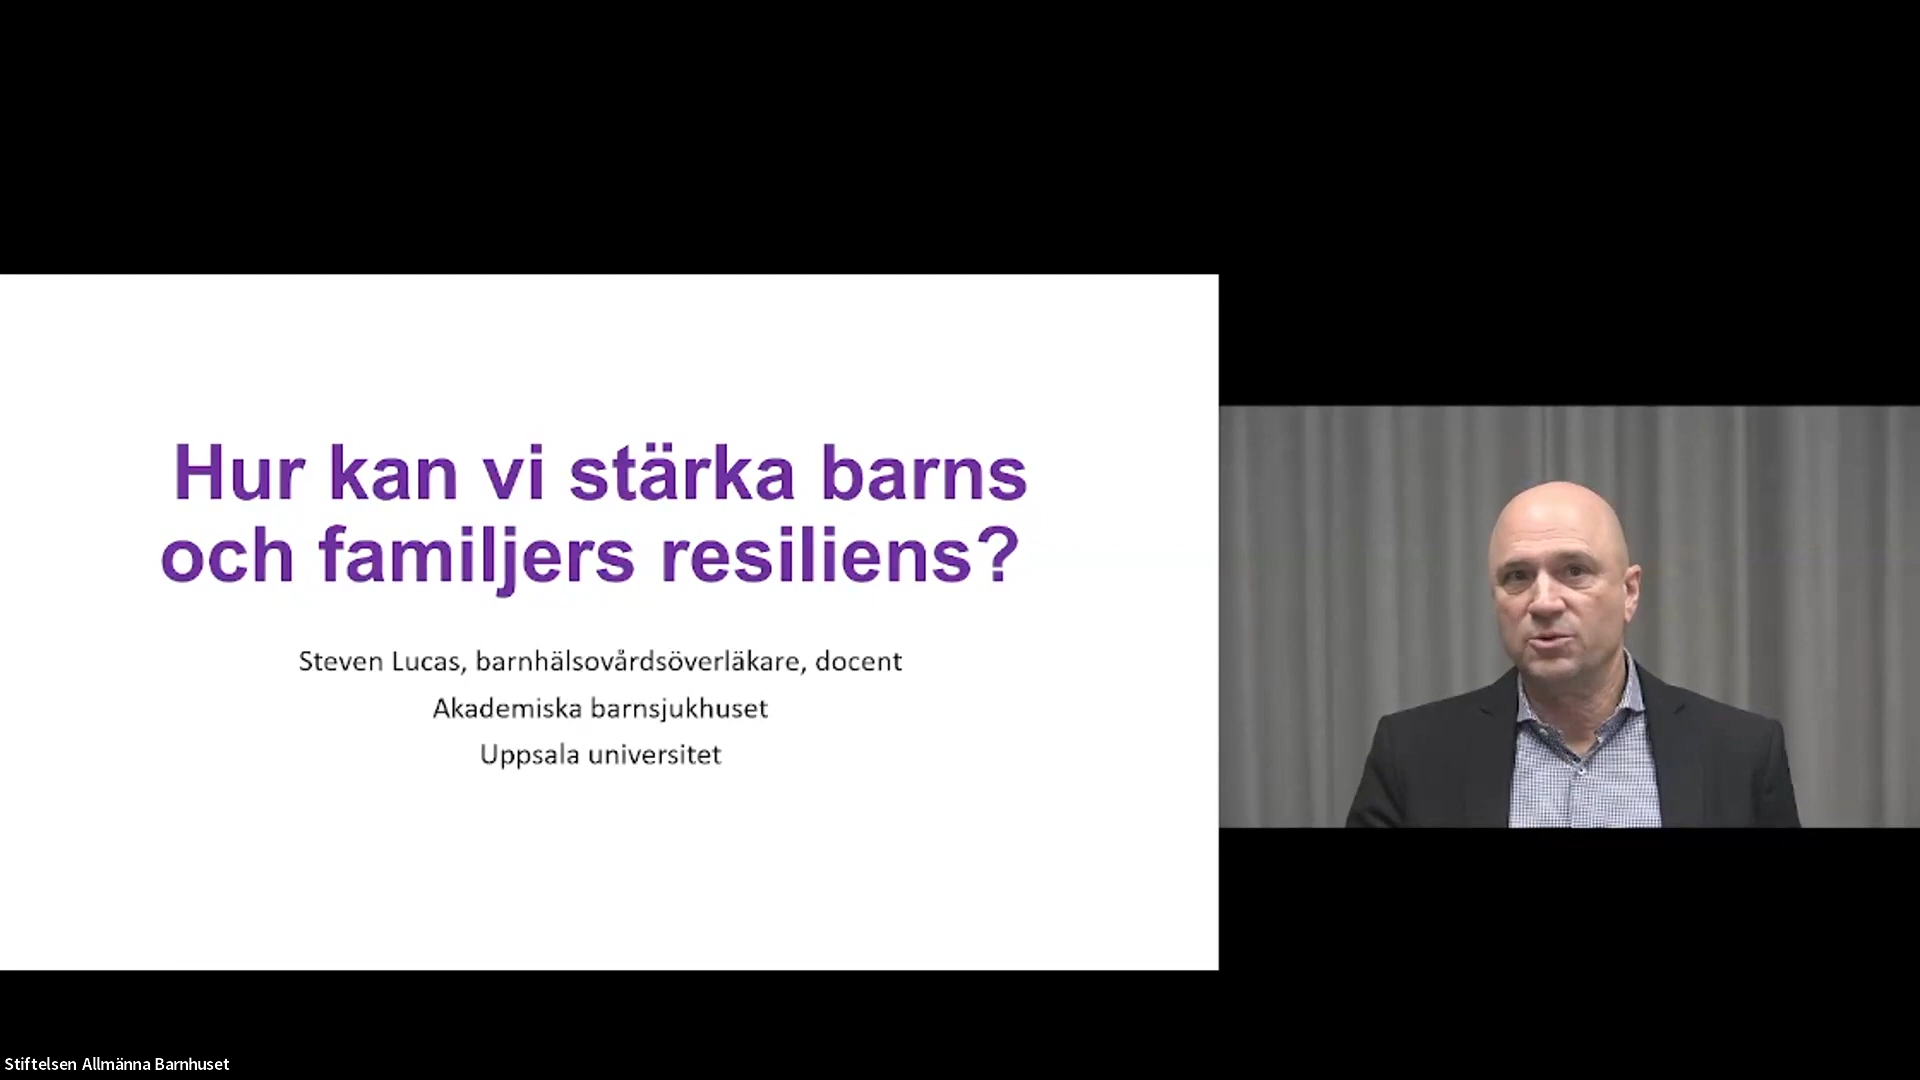 Hur kan vi stärka barns
och familjers resiliens?
Steven Lucas, barnhälsovårdsöverläkare, docent
Akademiska barnsjukhuset
Uppsala universitet
Stiftelsen Allmänna Barnhuset